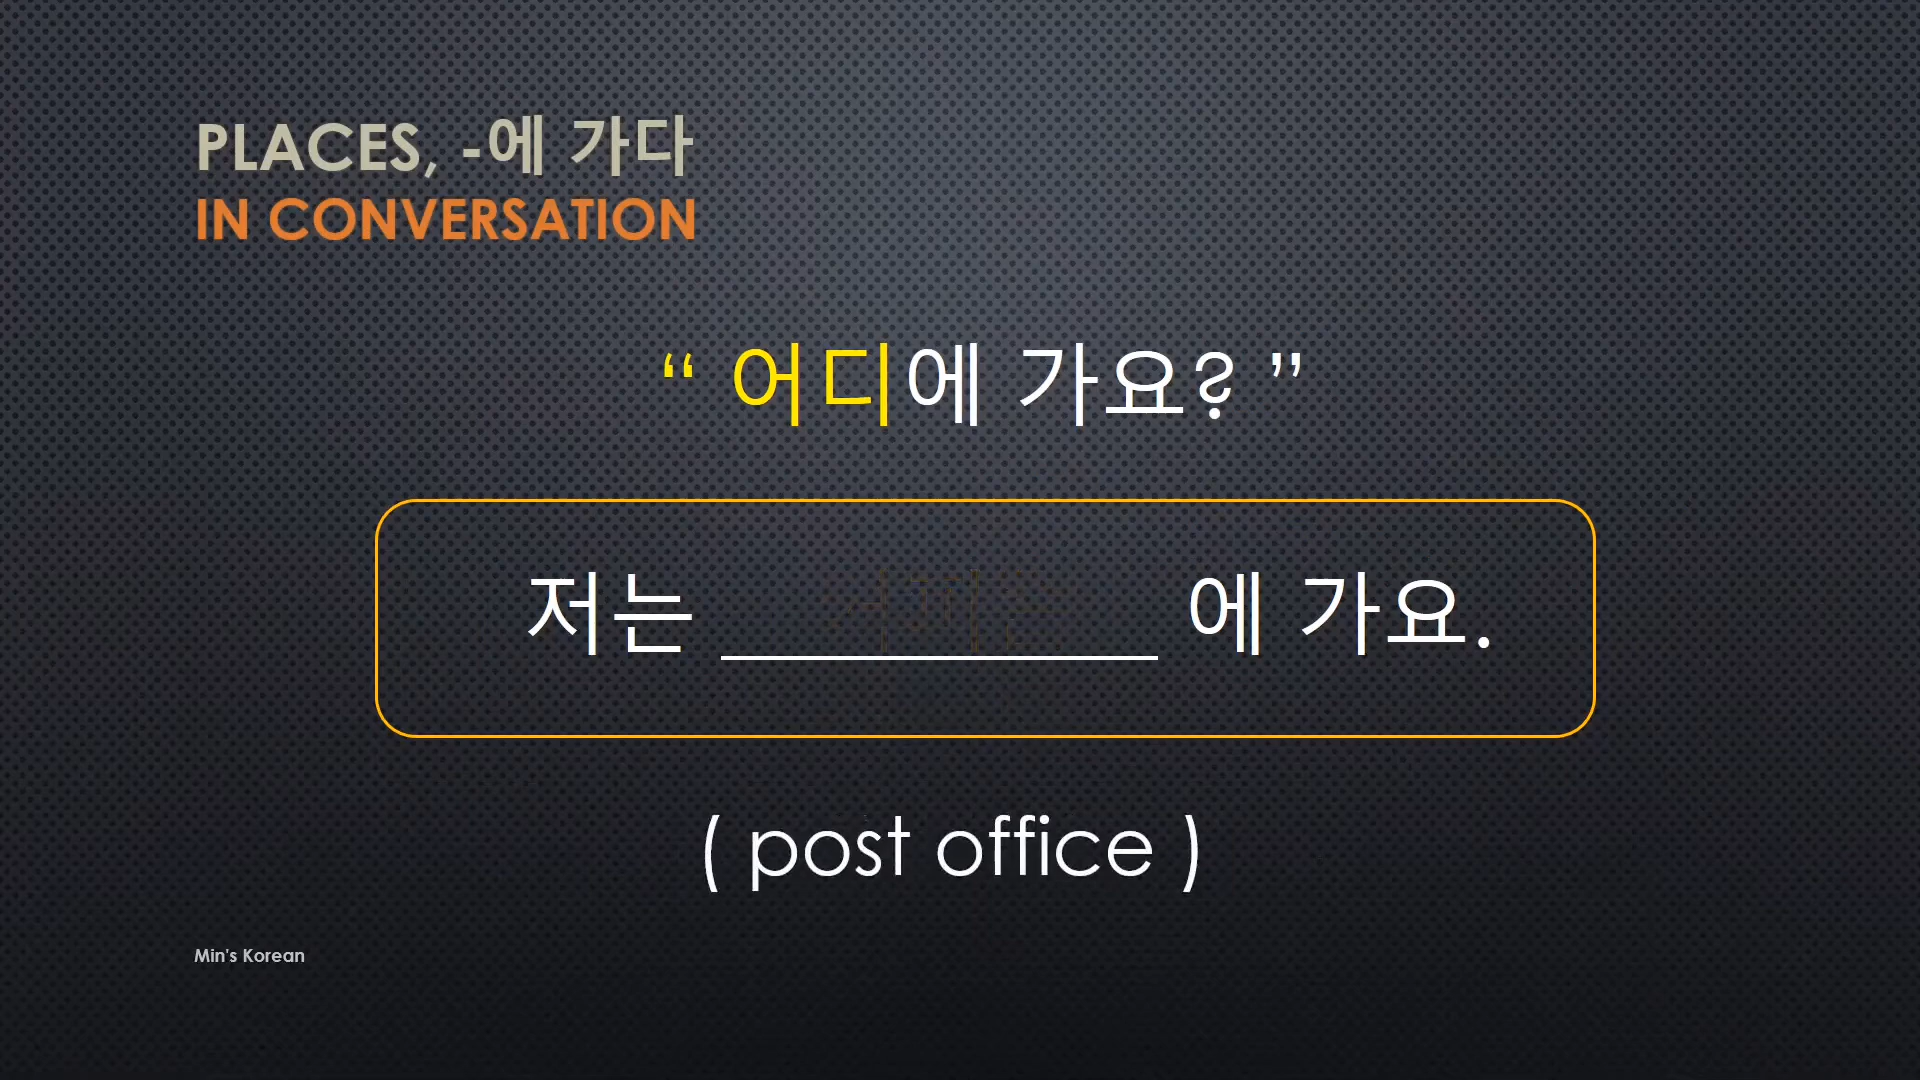 PLACES, -에 가다
IN CONVERSATION
“ 어디에 가요? ”
저는 __________ 에 가요.
( post office )
Min's Korean